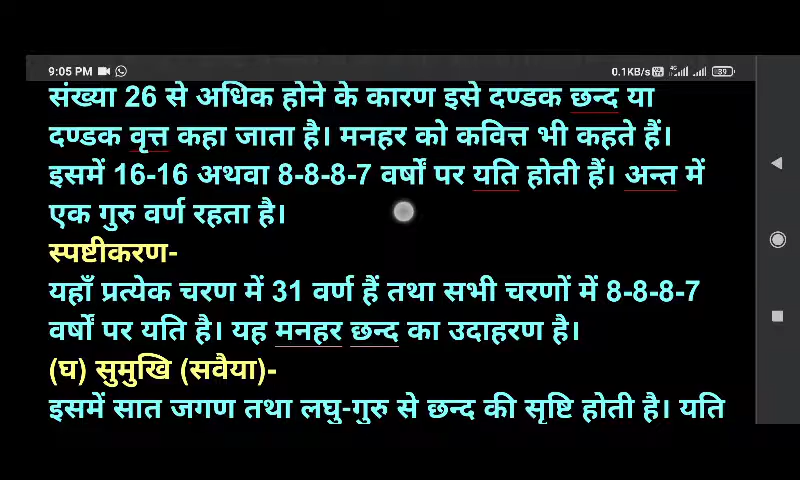 9:05 PM
0.1KB/s 4G 39
संख्या 26 से अधिक होने के कारण इसे दण्डक छन्द या
दण्डक वृत्त कहा जाता है। मनहर को कवित्त भी कहते हैं।
इसमें 16-16 अथवा 8-8-8-7 वर्षों पर यति होती हैं। अन्त में
एक गुरु वर्ण रहता है।
स्पष्टीकरण-
यहाँ प्रत्येक चरण में 31 वर्ण हैं तथा सभी चरणों में 8-8-8-7
वर्षों पर यति है। यह मनहर छन्द का उदाहरण है।
(घ) सुमुखि (सवैया)-
इसमें सात जगण तथा लघु-गुरु से छन्द की सृष्टि होती है। यति